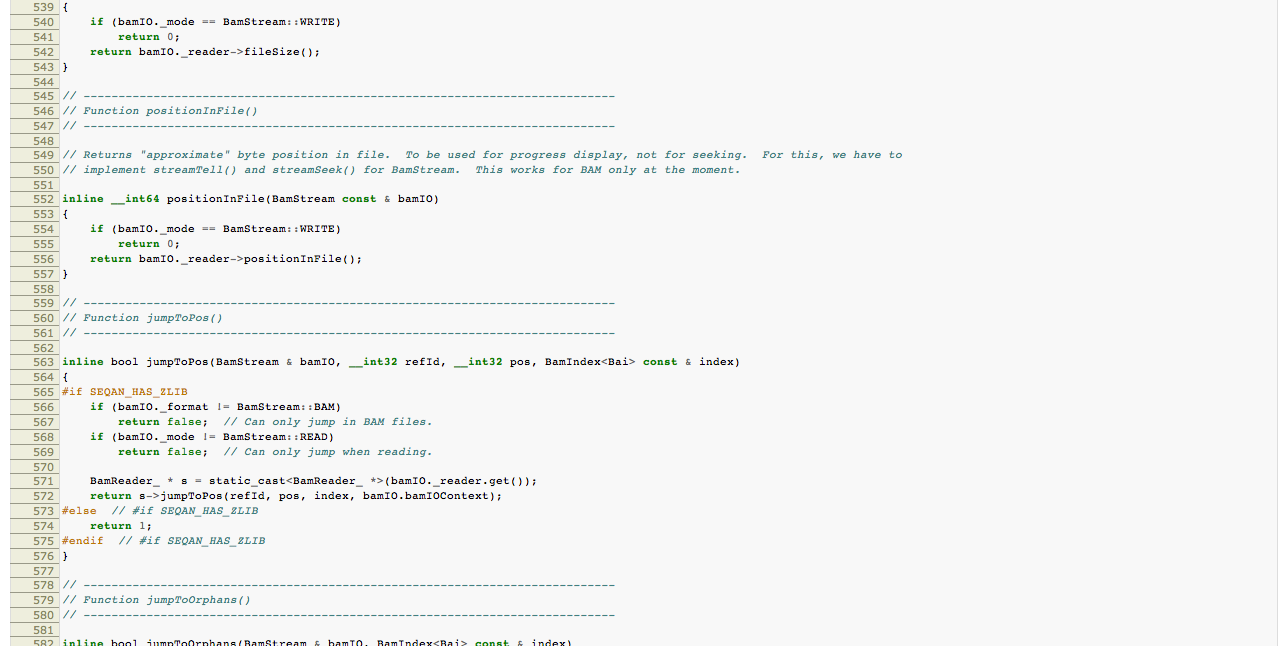 539 {
540     if (bamIO._mode == BamStream::WRITE)
541         return 0;
542     return bamIO._reader->fileSize();
543 }
544
545 // ----------------------------------------------------------------------------
546 // Function positionInFile()
547 // ----------------------------------------------------------------------------
548
549 // Returns "approximate" byte position in file.  To be used for progress display, not for seeking.  For this, we have to
550 // implement streamTell() and streamSeek() for BamStream.  This works for BAM only at the moment.
551
552 inline __int64 positionInFile(BamStream const & bamIO)
553 {
554     if (bamIO._mode == BamStream::WRITE)
555         return 0;
556     return bamIO._reader->positionInFile();
557 }
558
559 // ----------------------------------------------------------------------------
560 // Function jumpToPos()
561 // ----------------------------------------------------------------------------
562
563 inline bool jumpToPos(BamStream & bamIO, __int32 refId, __int32 pos, BamIndex<Bai> const & index)
564 {
565 #if SEQAN_HAS_ZLIB
566     if (bamIO._format != BamStream::BAM)
567         return false;  // Can only jump in BAM files.
568     if (bamIO._mode != BamStream::READ)
569         return false;  // Can only jump when reading.
570
571     BamReader_ * s = static_cast<BamReader_ *>(bamIO._reader.get());
572     return s->jumpToPos(refId, pos, index, bamIO.bamIOContext);
573 #else  // #if SEQAN_HAS_ZLIB
574     return 1;
575 #endif  // #if SEQAN_HAS_ZLIB
576 }
577
578 // ----------------------------------------------------------------------------
579 // Function jumpToOrphans()
580 // ----------------------------------------------------------------------------
581
582 inline bool jumpToOrphans(BamStream & bamIO, BamIndex<Bai> const & index)